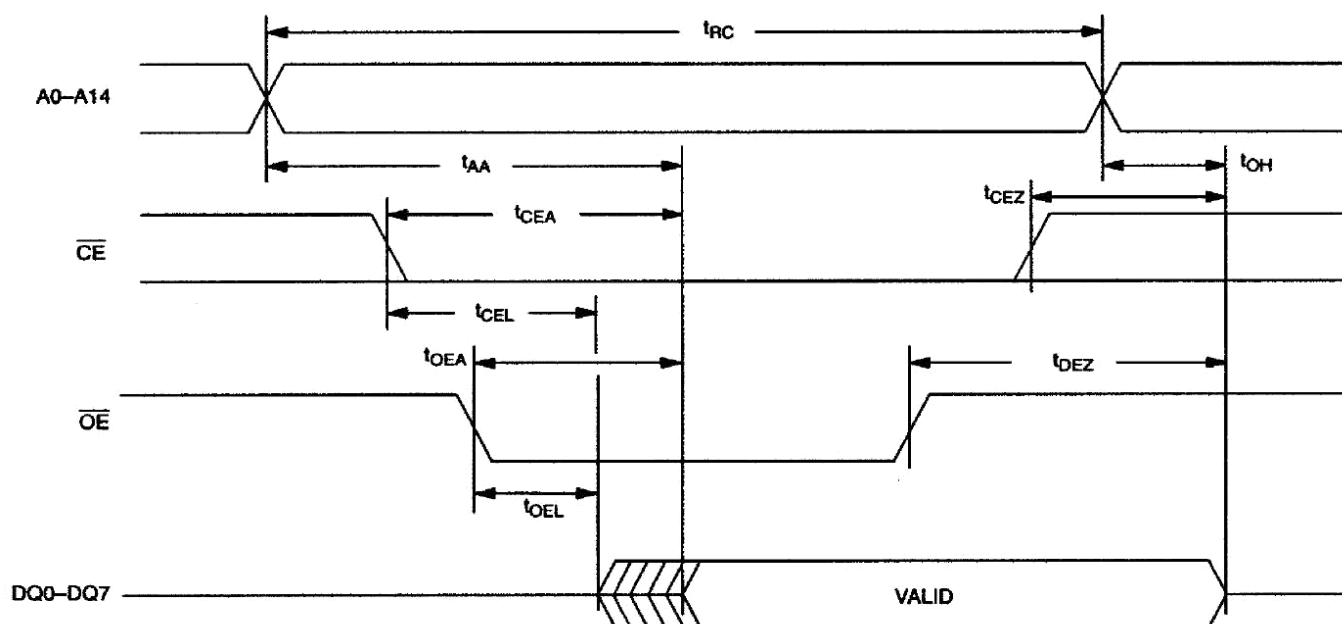 tRC
A0–A14
tAA
tOH
tCEZ
tCEA
CE
tCEL
tOEA
tDEZ
OE
tOEL
DQ0–DQ7
VALID